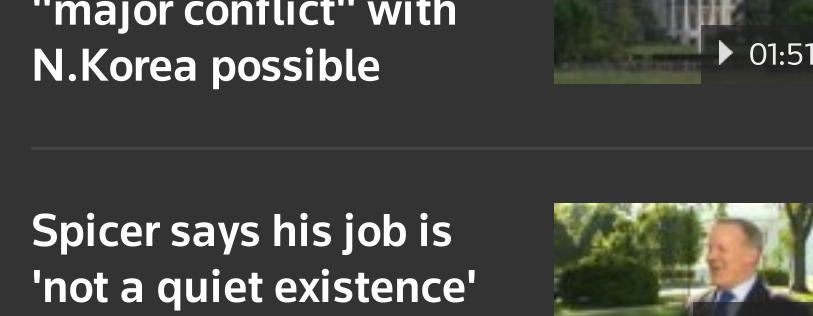 "major conflict" with
N.Korea possible
01:51
Spicer says his job is
'not a quiet existence'